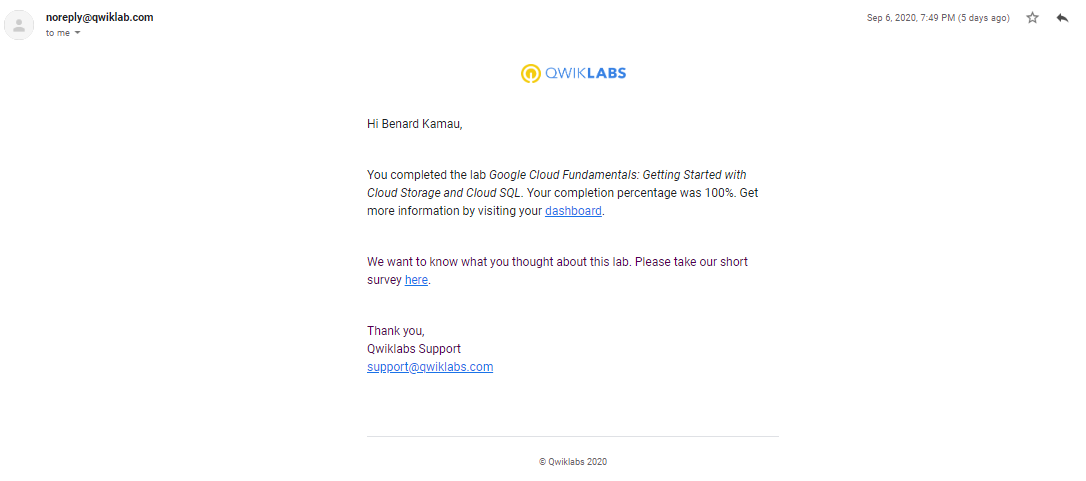 noreply@qwiklab.com
Sep 6, 2020, 7:49 PM (5 days ago)
to me
QWIKLABS
Hi Benard Kamau,
You completed the lab Google Cloud Fundamentals: Getting Started with
Cloud Storage and Cloud SQL. Your completion percentage was 100%. Get
more information by visiting your dashboard.
We want to know what you thought about this lab. Please take our short
survey here.
Thank you,
Qwiklabs Support
support@qwiklabs.com
© Qwiklabs 2020